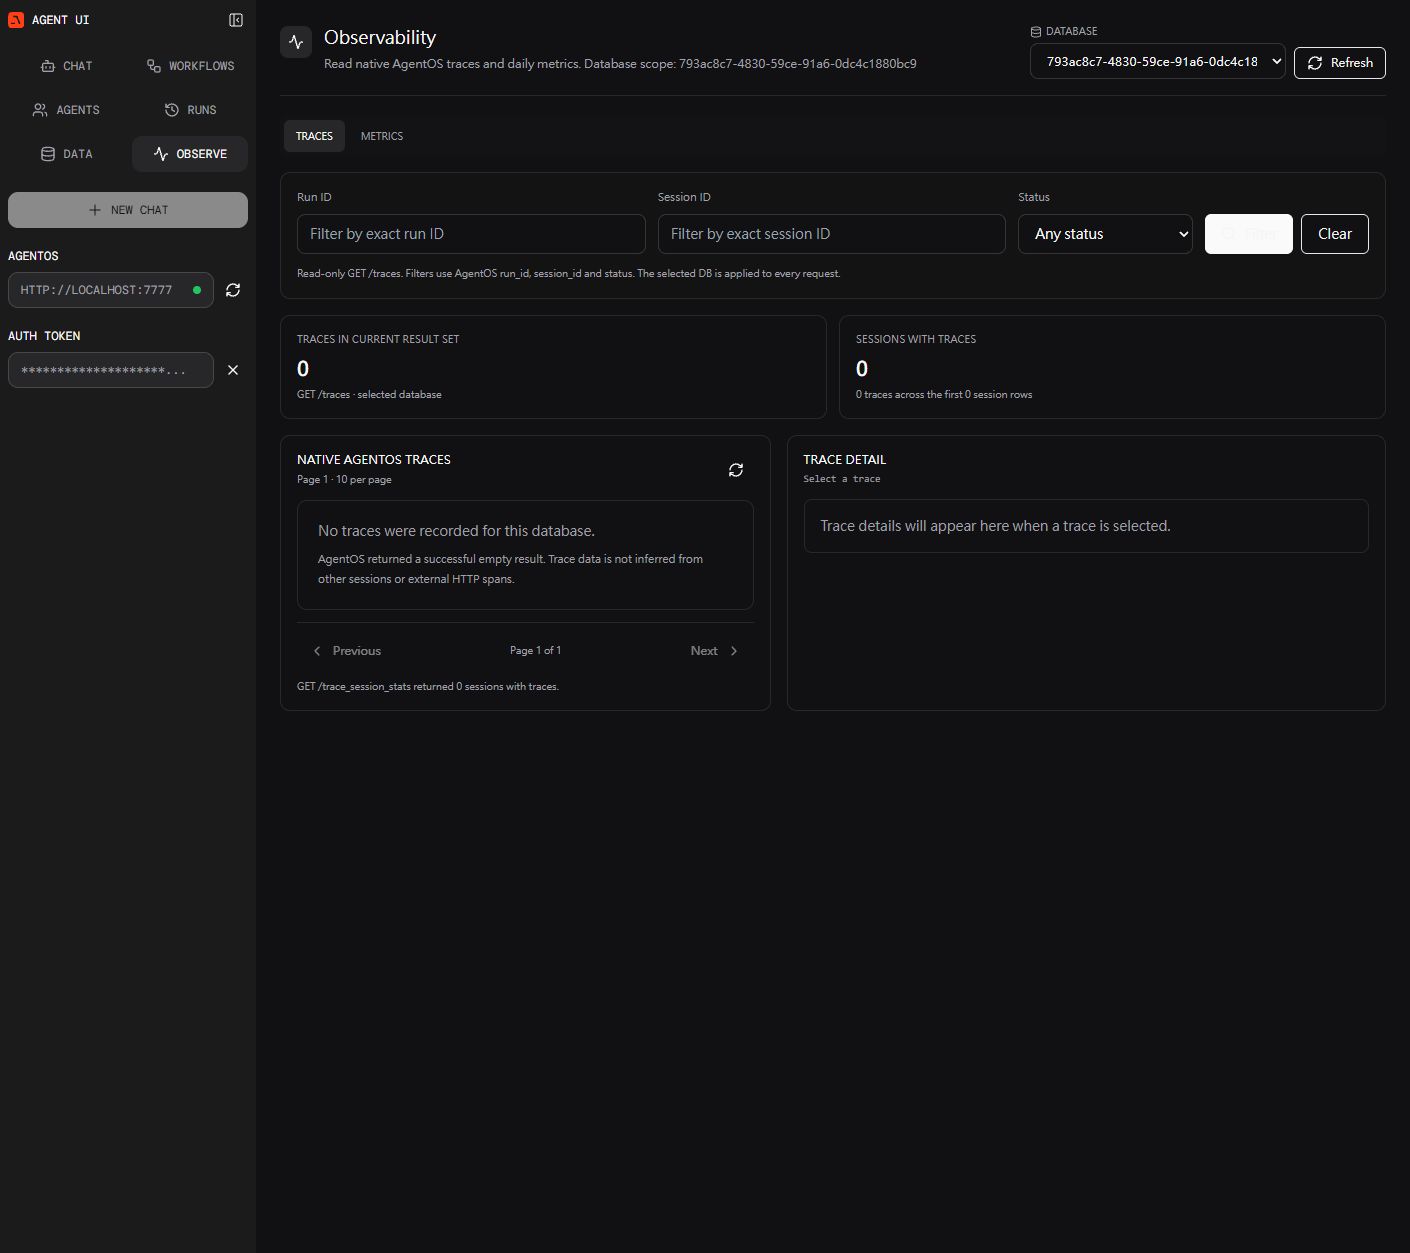 AGENT UI
CHAT
WORKFLOWS
AGENTS
RUNS
DATA
OBSERVE
NEW CHAT
AGENTOS
HTTP://LOCALHOST:7777
AUTH TOKEN
********************...
Observability
Read native AgentOS traces and daily metrics. Database scope: 793ac8c7-4830-59ce-91a6-0dc4c1880bc9
DATABASE
793ac8c7-4830-59ce-91a6-0dc4c18
Refresh
TRACES
METRICS
Run ID
Session ID
Status
Filter by exact run ID
Filter by exact session ID
Any status
Filter
Clear
Read-only GET /traces. Filters use AgentOS run_id, session_id and status. The selected DB is applied to every request.
TRACES IN CURRENT RESULT SET
0
GET /traces · selected database
SESSIONS WITH TRACES
0
0 traces across the first 0 session rows
NATIVE AGENTOS TRACES
Page 1 · 10 per page
No traces were recorded for this database.
AgentOS returned a successful empty result. Trace data is not inferred from
other sessions or external HTTP spans.
Previous
Page 1 of 1
Next
GET /trace_session_stats returned 0 sessions with traces.
TRACE DETAIL
Select a trace
Trace details will appear here when a trace is selected.